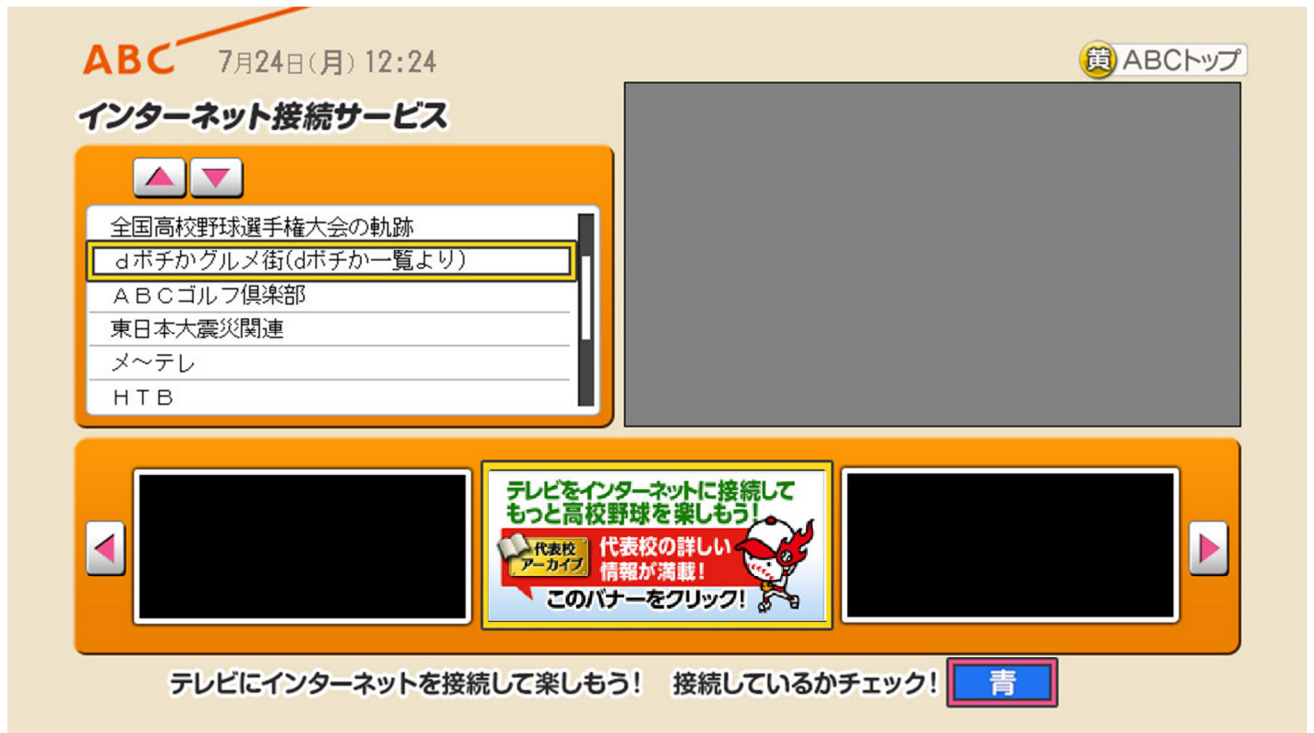 ABC 7月24日(月) 12:24
黄 ABCトップ
インターネット接続サービス
全国高校野球選手権大会の軌跡
dポチかグルメ街(dポチか一覧より)
ABCゴルフ倶楽部
東日本大震災関連
メ〜テレ
HTB
テレビをインターネットに接続して
もっと高校野球を楽しもう!
代表校
アーカイブ
代表校の詳しい
情報が満載!
このバナーをクリック!
テレビにインターネットを接続して楽しもう! 接続しているかチェック! 青